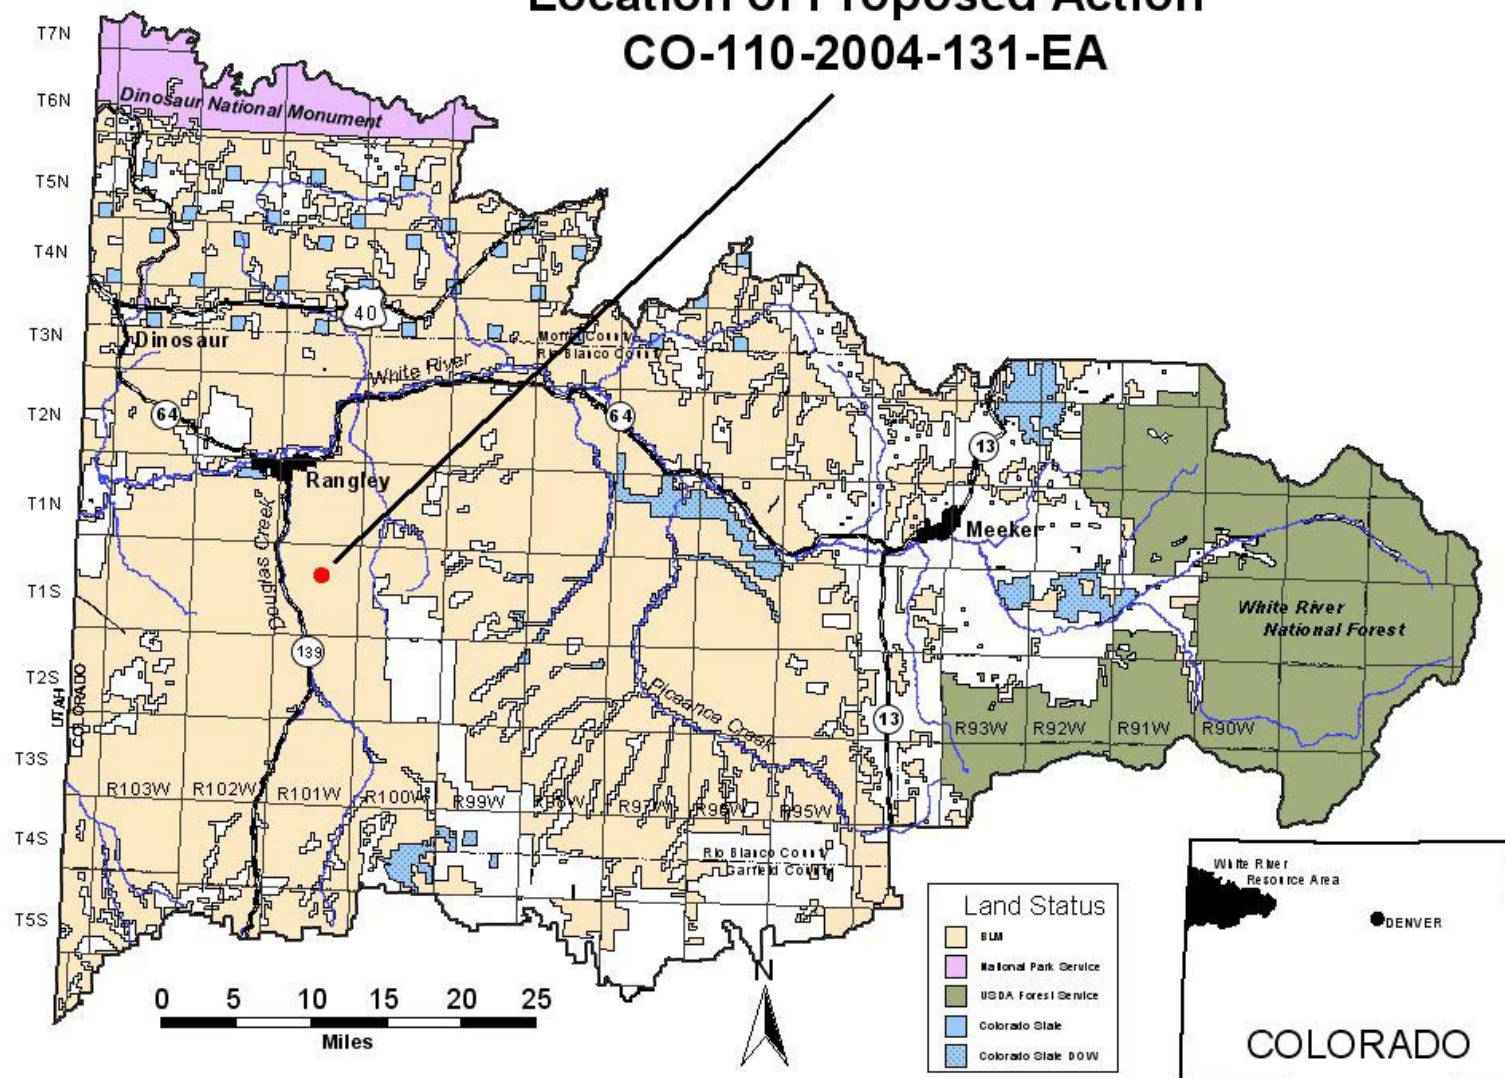 Location of Proposed Action
CO-110-2004-131-EA
T7N
T6N
T5N
T4N
T3N
T2N
T1N
T1S
T2S
T3S
T4S
T5S
Dinosaur National Monument
40
Dinosaur
Moffat County
Rio Blanco County
White River
64
64
13
Rangley
Meeker
Douglas Creek
139
White River
National Forest
UTAH
COLORADO
Piceance Creek
13
R93W
R92W
R91W
R90W
R103W
R102W
R101W
R100W
R99W
R98W
R97W
R96W
R95W
Rio Blanco County
Garfield County
0 5 10 15 20 25
Miles
N
Land Status
BLM
National Park Service
USDA Forest Service
Colorado State
Colorado State DOW
White River
Resource Area
DENVER
COLORADO